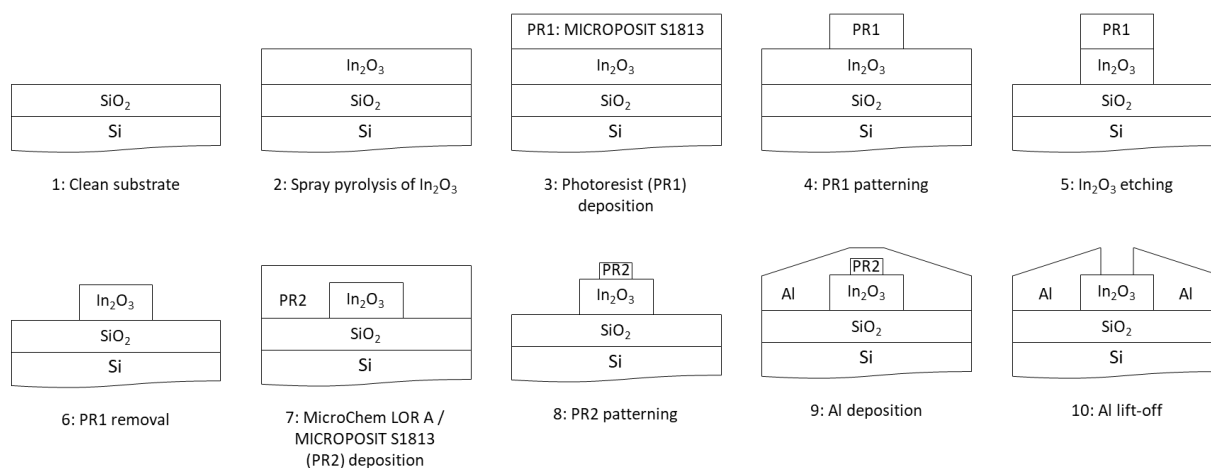 SiO₂
Si
1: Clean substrate
In₂O₃
SiO₂
Si
2: Spray pyrolysis of In₂O₃
PR1: MICROPOSIT S1813
In₂O₃
SiO₂
Si
3: Photoresist (PR1)
deposition
PR1
In₂O₃
SiO₂
Si
4: PR1 patterning
PR1
In₂O₃
SiO₂
Si
5: In₂O₃ etching
In₂O₃
SiO₂
Si
6: PR1 removal
PR2
In₂O₃
SiO₂
Si
7: MicroChem LOR A /
MICROPOSIT S1813
(PR2) deposition
PR2
In₂O₃
SiO₂
Si
8: PR2 patterning
PR2
Al
In₂O₃
SiO₂
Si
9: Al deposition
Al
In₂O₃
Al
SiO₂
Si
10: Al lift-off